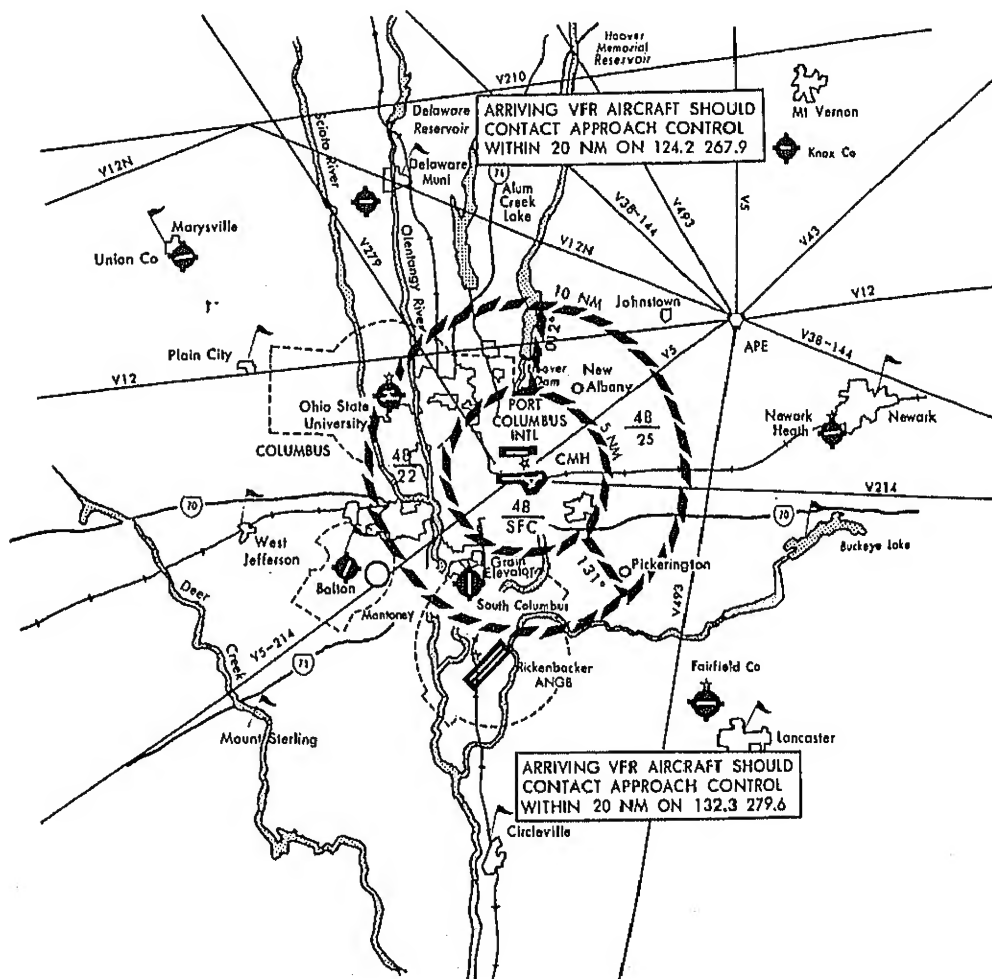 Hoover
Memorial
Reservoir
V210
ARRIVING VFR AIRCRAFT SHOULD
CONTACT APPROACH CONTROL
WITHIN 20 NM ON 124.2 267.9
Mt Vernon
Knox Co
Scioto River
Delaware
Reservoir
Delaware
Muni
71
Alum
Creek
Lake
V12N
Marysville
Union Co
V279
Olentangy River
V12N
V38-144
V493
V5
V43
10 NM
Johnstown
V12
Plain City
V12
V5
APE
V38-144
New
Albany
Ohio State
University
COLUMBUS
PORT
COLUMBUS
INTL
5 NM
48
25
Newark
Heath
Newark
48
22
CMH
V214
70
48
SFC
70
Buckeye Lake
West
Jefferson
Bolton
Grain
Elevator
131°
Pickerington
South Columbus
V493
Deer
Creek
V5-214
71
Rickenbacker
ANGB
Fairfield Co
Mount Sterling
Lancaster
ARRIVING VFR AIRCRAFT SHOULD
CONTACT APPROACH CONTROL
WITHIN 20 NM ON 132.3 279.6
Circleville